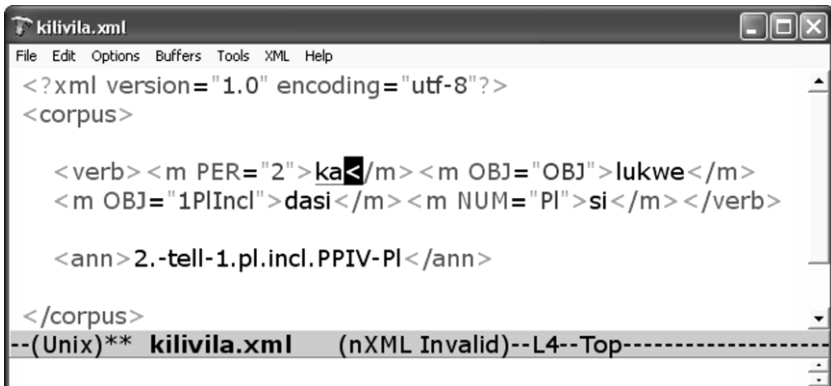 kilivila.xml
File Edit Options Buffers Tools XML Help
<?xml version="1.0" encoding="utf-8"?>
<corpus>
<verb><m PER="2">ka</m><m OBJ="OBJ">lukwe</m>
<m OBJ="1PlIncl">dasi</m><m NUM="Pl">si</m></verb>
<ann>2.-tell-1.pl.incl.PPIV-Pl</ann>
</corpus>
--(Unix)** kilivila.xml (nXML Invalid)--L4--Top--------------------